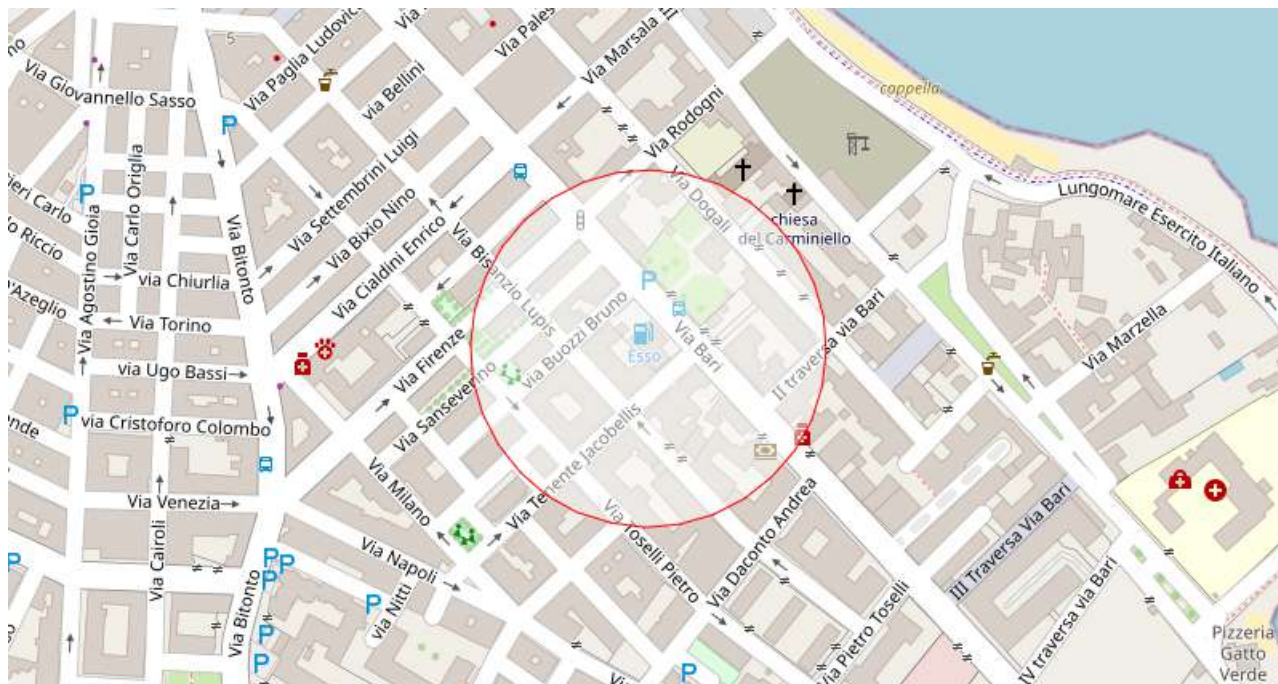 Via Giovannello Sasso
5
Via Paglia Ludovico
via Bellini
Via Marsala
Via Rodogni
cappella
Lungomare Esercito Italiano
Via Carlo Origlia
Via Agostino Gioia
Via Bitonto
Via Settembrini Luigi
Via Bixio Nino
Via Cialdini Enrico
Via Bisanzio Lupis
Via Dogali
chiesa
del Carminiello
via Chiurlia
Via Torino
via Ugo Bassi
Via Firenze
Via Buozzi Bruno
Esso
Via Bari
II traversa via Bari
Via Marzella
via Cristoforo Colombo
Via Sanseverino
Via Tenente Jacobellis
Via Milano
Via Venezia
Via Cairoli
Via Napoli
via Nitti
Via Bitonto
Via Toselli Pietro
Via Daconto Andrea
Via Pietro Toselli
III Traversa Via Bari
IV traversa via Bari
Pizzeria
Gatto
Verde